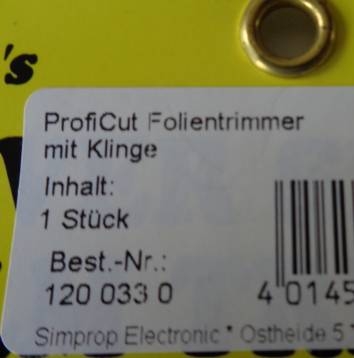 's
ProfiCut Folientrimmer
mit Klinge
Inhalt:
1 Stück
Best.-Nr.:
120 033 0
4 0145
Simprop Electronic * Ostheide 5